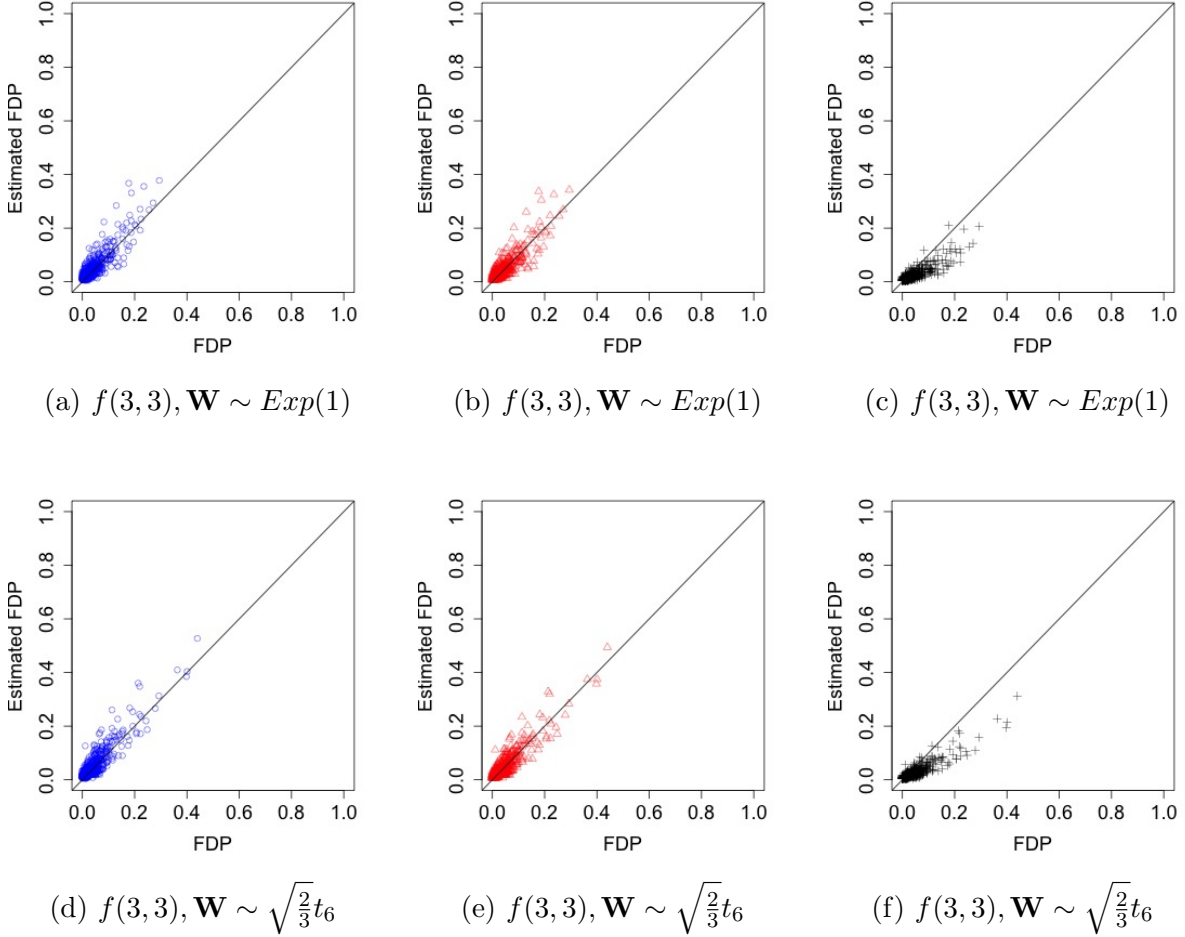 Estimated FDP
0.0 0.2 0.4 0.6 0.8 1.0
0.0 0.2 0.4 0.6 0.8 1.0
FDP
(a) f(3, 3), W ∼ Exp(1)
Estimated FDP
0.0 0.2 0.4 0.6 0.8 1.0
0.0 0.2 0.4 0.6 0.8 1.0
FDP
(b) f(3, 3), W ∼ Exp(1)
Estimated FDP
0.0 0.2 0.4 0.6 0.8 1.0
0.0 0.2 0.4 0.6 0.8 1.0
FDP
(c) f(3, 3), W ∼ Exp(1)
Estimated FDP
0.0 0.2 0.4 0.6 0.8 1.0
0.0 0.2 0.4 0.6 0.8 1.0
FDP
(d) f(3, 3), W ∼ √(2/3) t₆
Estimated FDP
0.0 0.2 0.4 0.6 0.8 1.0
0.0 0.2 0.4 0.6 0.8 1.0
FDP
(e) f(3, 3), W ∼ √(2/3) t₆
Estimated FDP
0.0 0.2 0.4 0.6 0.8 1.0
0.0 0.2 0.4 0.6 0.8 1.0
FDP
(f) f(3, 3), W ∼ √(2/3) t₆